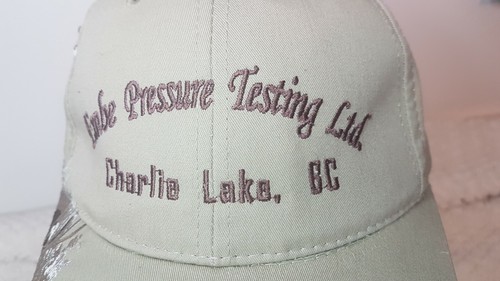 Pressure Testing Ltd.
Charlie Lake, BC